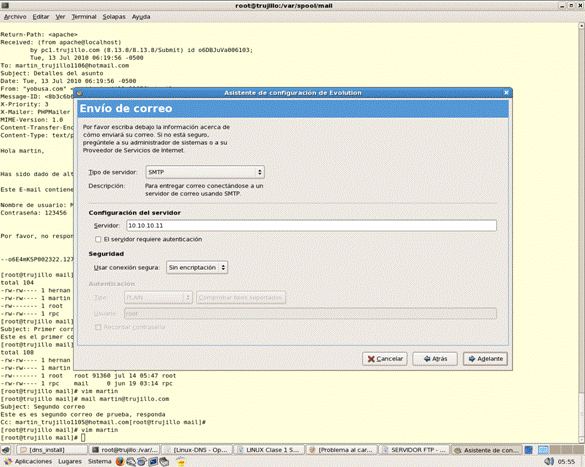 root@trujillo:/var/spool/mail
Archivo Editar Ver Terminal Solapas Ayuda
Return-Path: <apache>
Received: (from apache@localhost)
by pc1.trujillo.com (8.13.8/8.13.8/Submit) id o6DBJuVa006103;
Tue, 13 Jul 2010 06:19:56 -0500
To: martin_trujillo1106@hotmail.com
Subject: Detalles del asunto
Date: Tue, 13 Jul 2010 06:19:56 -0500
From: "yobusa.com"
Message-ID: <8b3c6b
X-Priority: 3
X-Mailer: PHPMailer
MIME-Version: 1.0
Content-Transfer-Enc
Content-Type: text/p
Hola martin,
Has sido dado de alt
Este E-mail contiene
Nombre de usuario: M
Contraseña: 123456
Por favor, no respon
--o6E4mKSP002322.127
[root@trujillo mail]
total 104
-rw-rw---- 1 hernan
-rw-rw---- 1 martin
-rw------- 1 root
-rw-rw---- 1 rpc
[root@trujillo mail]
Subject: Primer corr
Este es el primer co
[root@trujillo mail]
total 108
-rw-rw---- 1 hernan
-rw-rw---- 1 martin
-rw------- 1 root root 91360 jul 14 05:47 root
-rw-rw---- 1 rpc mail 0 jun 19 03:14 rpc
[root@trujillo mail]# vim martin
[root@trujillo mail]# mail martin@trujillo.com
Subject: Segundo correo
Este es es segundo correo de prueba, responda
Cc: martin_trujillo1105@hotmail.com[root@trujillo mail]#
[root@trujillo mail]# vim martin
[root@trujillo mail]#
Asistente de configuración de Evolution
Envío de correo
Por favor escriba debajo la información acerca de
cómo enviará su correo. Si no está seguro,
pregúntele a su administrador de sistemas o a su
Proveedor de Servicios de Internet.
Tipo de servidor: SMTP
Descripción: Para entregar correo conectándose a un
servidor de correo usando SMTP.
Configuración del servidor
Servidor: 10.10.10.11
El servidor requiere autenticación
Seguridad
Usar conexión segura: Sin encriptación
Autenticación
Tipo: PLAIN Comprobar tipos soportados
Usuario: root
Recordar contraseña
Cancelar Atrás Adelante
[dns_install] root@trujillo:/var/... [Linux-DNS - Op... LINUX Clase 1 S... [Problema al car... SERVIDOR FTP - ... Asistente de con...
Aplicaciones Lugares Sistema 05:55